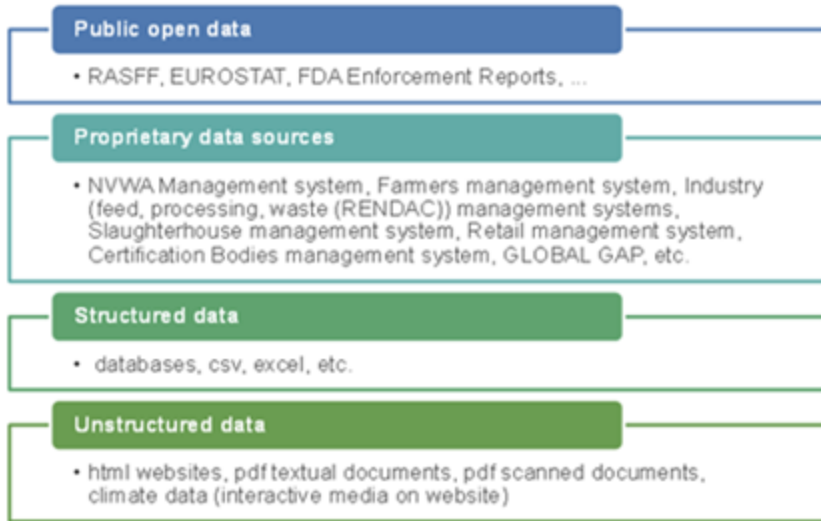 Public open data
• RASFF, EUROSTAT, FDA Enforcement Reports, ...
Proprietary data sources
• NVWA Management system, Farmers management system, Industry
(feed, processing, waste (RENDAC)) management systems,
Slaughterhouse management system, Retail management system,
Certification Bodies management system, GLOBAL GAP, etc.
Structured data
• databases, csv, excel, etc.
Unstructured data
• html websites, pdf textual documents, pdf scanned documents,
climate data (interactive media on website)